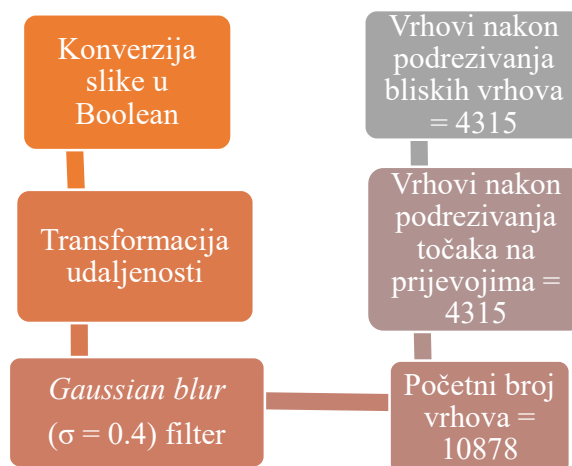 Konverzija
slike u
Boolean
Transformacija
udaljenosti
Gaussian blur
(σ = 0.4) filter
Početni broj
vrhova =
10878
Vrhovi nakon
podrezivanja
točaka na
prijevojima =
4315
Vrhovi nakon
podrezivanja
bliskih vrhova
= 4315